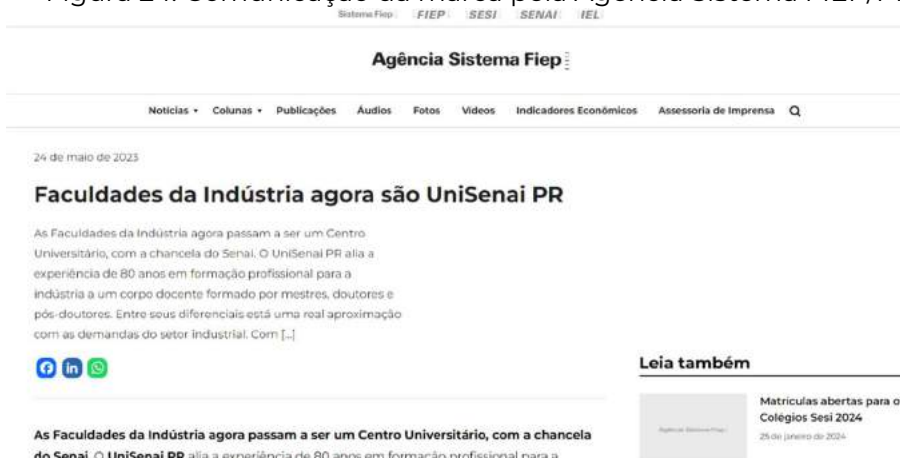 Sistema Fiep FIEP SESI SENAI IEL
Agência Sistema Fiep
Notícias Colunas Publicações Áudios Fotos Vídeos Indicadores Econômicos Assessoria de Imprensa
24 de maio de 2023
Faculdades da Indústria agora são UniSenai PR
As Faculdades da Indústria agora passam a ser um Centro
Universitário, com a chancela do Senai. O UniSenai PR alia a
experiência de 80 anos em formação profissional para a
indústria a um corpo docente formado por mestres, doutores e
pós-doutores. Entre seus diferenciais está uma real aproximação
com as demandas do setor industrial. Com [...]
Leia também
Matrículas abertas para o
Colégios Sesi 2024
25 de janeiro de 2024
As Faculdades da Indústria agora passam a ser um Centro Universitário, com a chancela
do Senai. O UniSenai PR alia a experiência de 80 anos em formação profissional para a